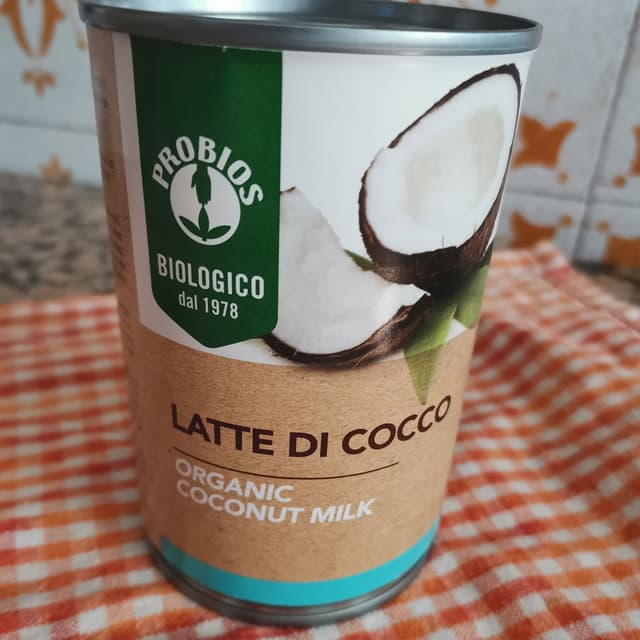 PROBIOS
BIOLOGICO
dal 1978
LATTE DI COCCO
ORGANIC
COCONUT MILK